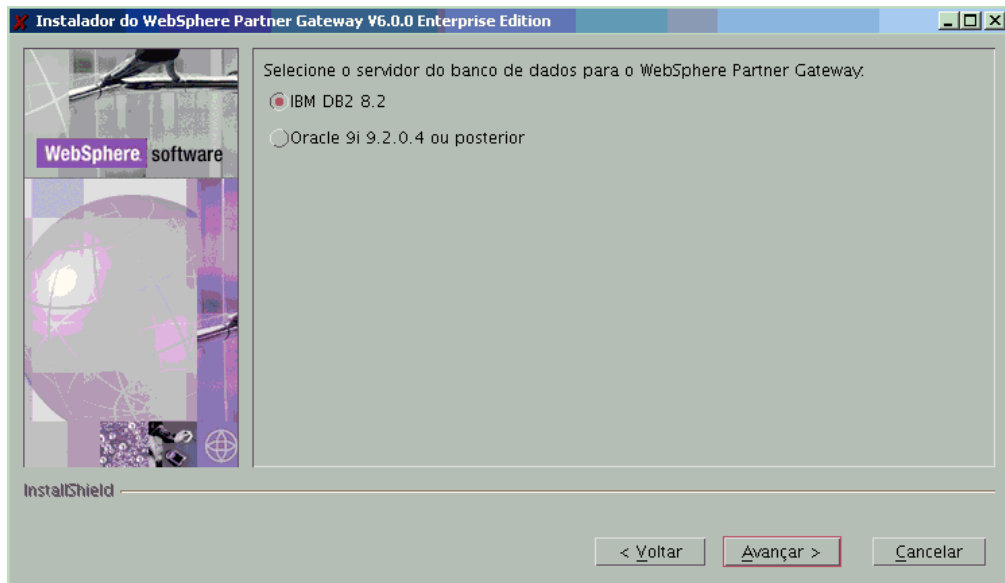 Instalador do WebSphere Partner Gateway V6.0.0 Enterprise Edition
Selecione o servidor do banco de dados para o WebSphere Partner Gateway:
IBM DB2 8.2
Oracle 9i 9.2.0.4 ou posterior
WebSphere. software
InstallShield
< Voltar
Avançar >
Cancelar